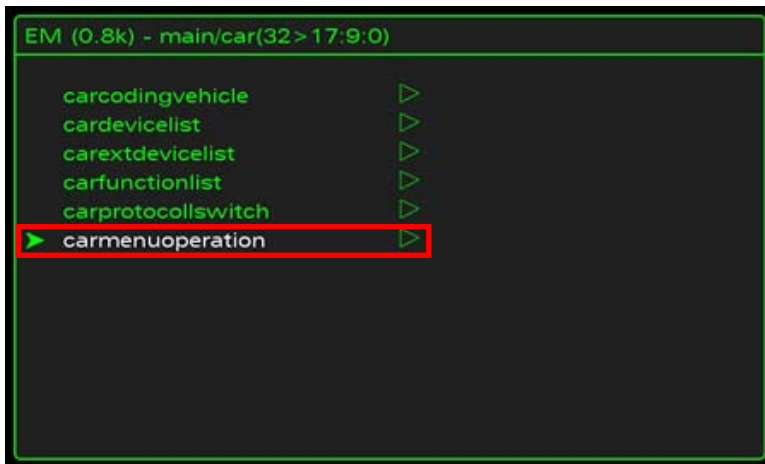 EM (0.8k) - main/car(32>17:9:0)
carcodingvehicle
cardevicelist
carextdevicelist
carfunctionlist
carprotocollswitch
carmenuoperation